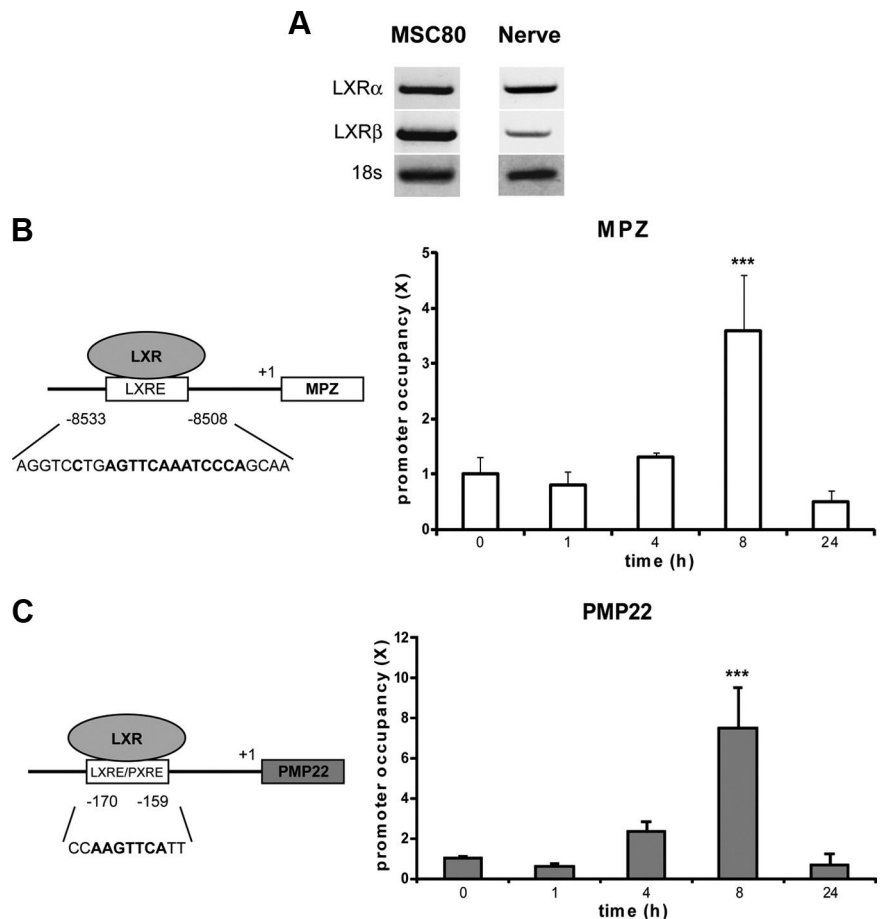 A
MSC80 Nerve
LXRα
LXRβ
18s
B
MPZ
LXR
LXRE
+1
MPZ
-8533 -8508
AGGTCCTGAGTTCAAATCCCAGCAA
promoter occupancy (X)
5
4
3
2
1
0
***
0 1 4 8 24
time (h)
C
PMP22
LXR
LXRE/PXRE
+1
PMP22
-170 -159
CCAAGTTCATT
promoter occupancy (X)
12
10
8
6
4
2
0
***
0 1 4 8 24
time (h)